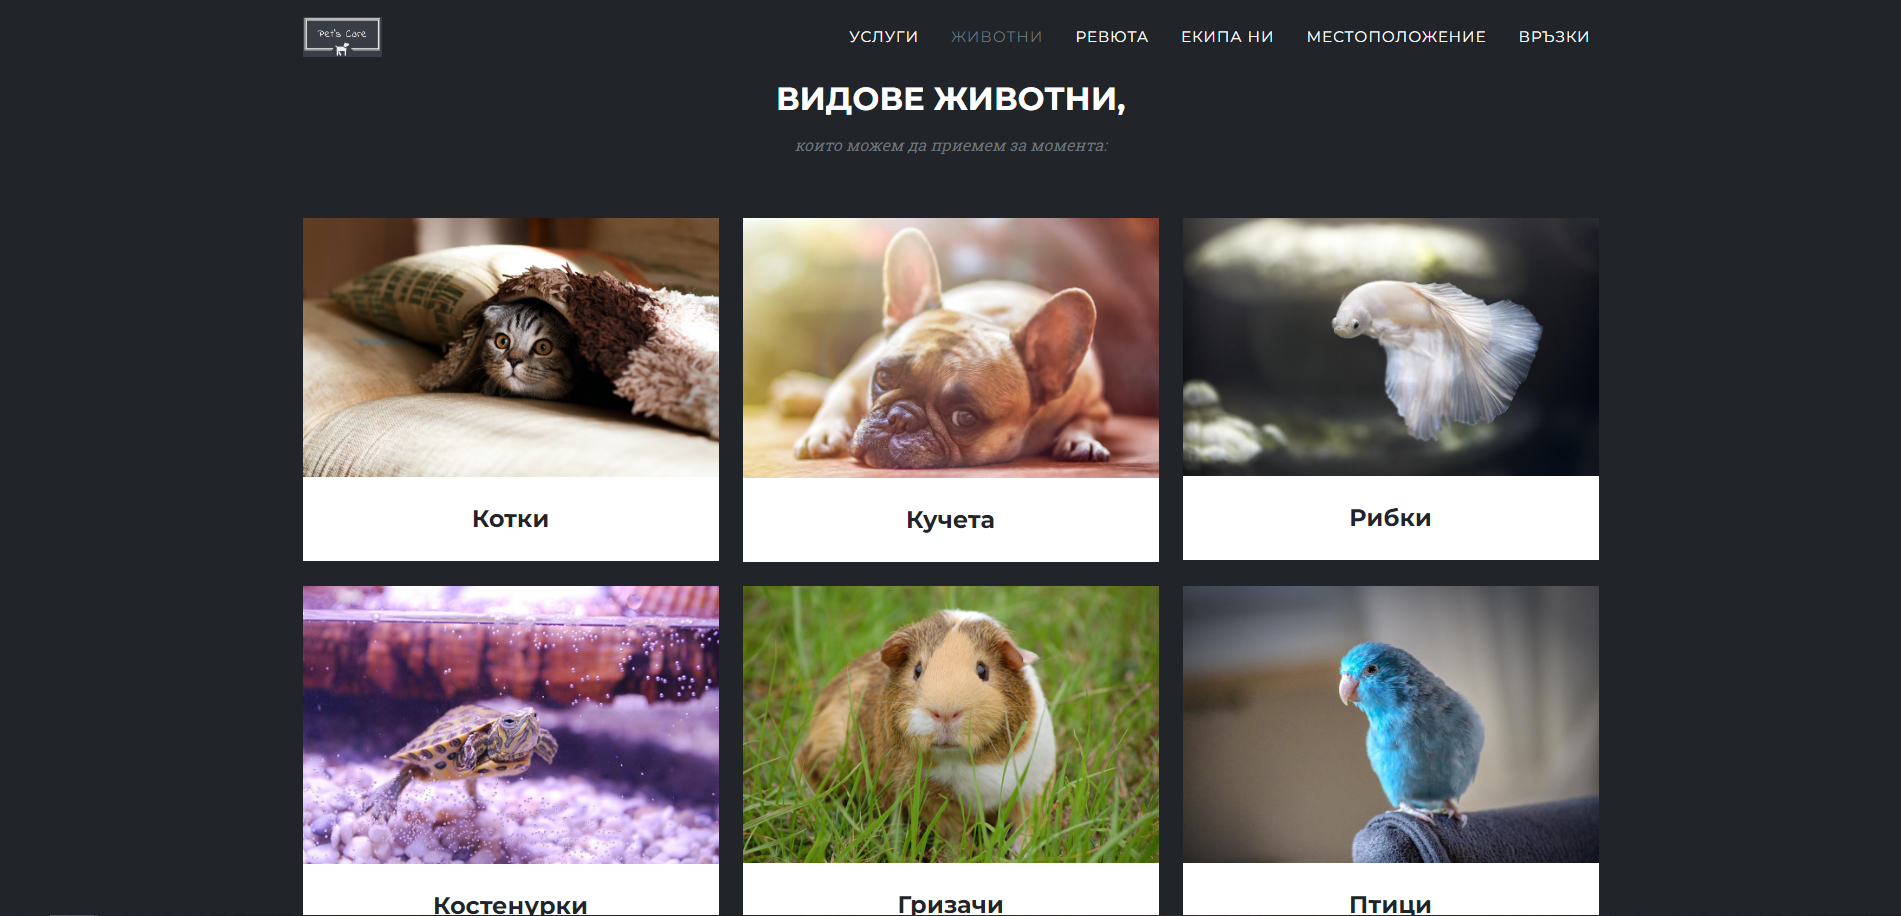 Pet's Care
УСЛУГИ ЖИВОТНИ РЕВЮТА ЕКИПА НИ МЕСТОПОЛОЖЕНИЕ ВРЪЗКИ
ВИДОВЕ ЖИВОТНИ,
които можем да приемем за момента:
Котки Кучета Рибки
Костенурки Гризачи Птици